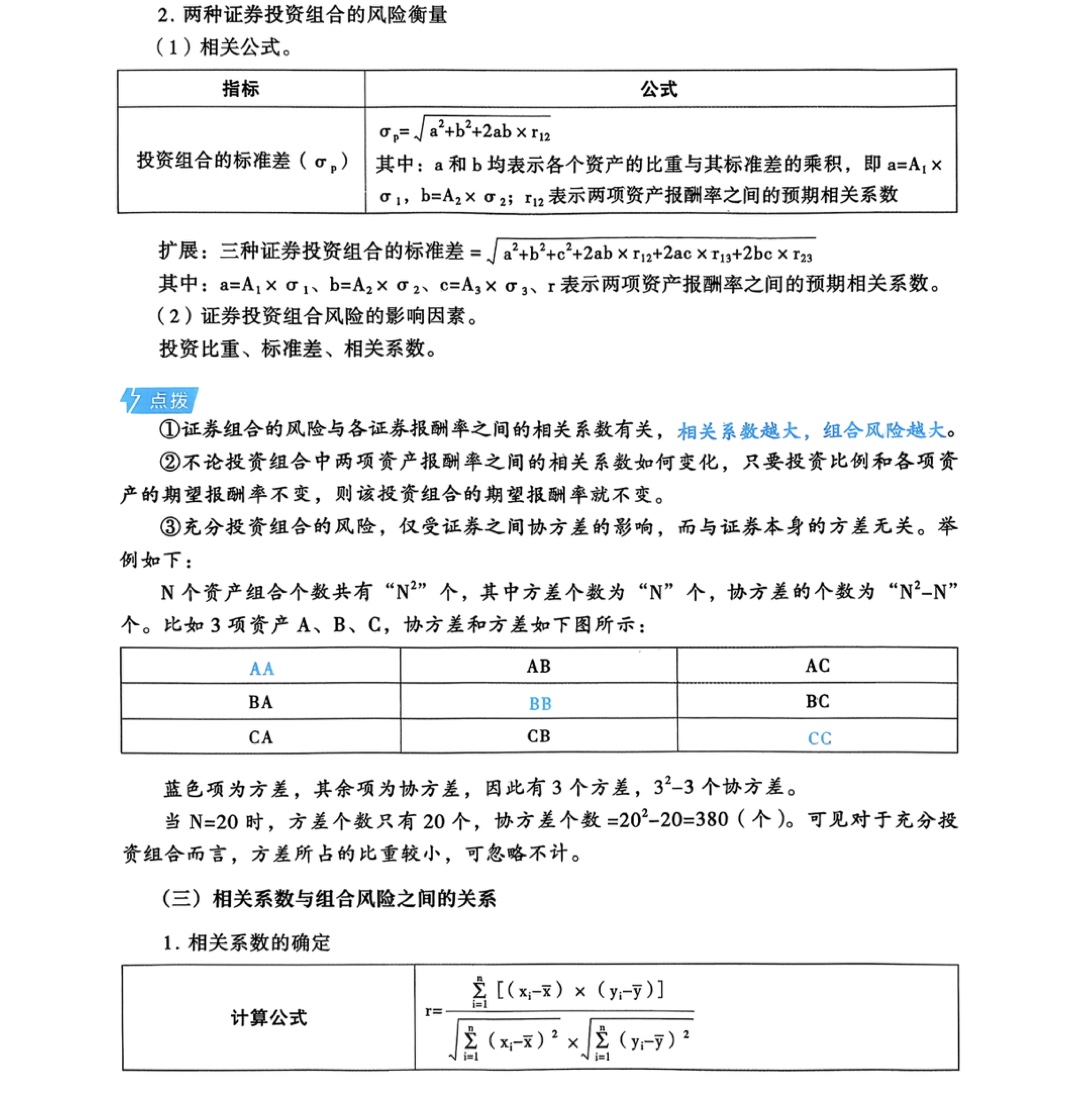 2. 两种证券投资组合的风险衡量
（1）相关公式。
指标 公式
投资组合的标准差（σp） σp=√a²+b²+2ab×r₁₂
其中：a 和 b 均表示各个资产的比重与其标准差的乘积，即 a=A₁×
σ₁，b=A₂×σ₂；r₁₂ 表示两项资产报酬率之间的预期相关系数
扩展：三种证券投资组合的标准差 =√a²+b²+c²+2ab×r₁₂+2ac×r₁₃+2bc×r₂₃
其中：a=A₁×σ₁、b=A₂×σ₂、c=A₃×σ₃、r 表示两项资产报酬率之间的预期相关系数。
（2）证券投资组合风险的影响因素。
投资比重、标准差、相关系数。
点拨
①证券组合的风险与各证券报酬率之间的相关系数有关，相关系数越大，组合风险越大。
②不论投资组合中两项资产报酬率之间的相关系数如何变化，只要投资比例和各项资
产的期望报酬率不变，则该投资组合的期望报酬率就不变。
③充分投资组合的风险，仅受证券之间协方差的影响，而与证券本身的方差无关。举
例如下：
N 个资产组合个数共有“N²”个，其中方差个数为“N”个，协方差的个数为“N²–N”
个。比如 3 项资产 A、B、C，协方差和方差如下图所示：
AA AB AC
BA BB BC
CA CB CC
蓝色项为方差，其余项为协方差，因此有 3 个方差，3²–3 个协方差。
当 N=20 时，方差个数只有 20 个，协方差个数 =20²–20=380（个）。可见对于充分投
资组合而言，方差所占的比重较小，可忽略不计。
（三）相关系数与组合风险之间的关系
1. 相关系数的确定
计算公式 r= n∑i=1 [(xᵢ–x̅) × (yᵢ–y̅)]
√n∑i=1 (xᵢ–x̅)² × √n∑i=1 (yᵢ–y̅)²